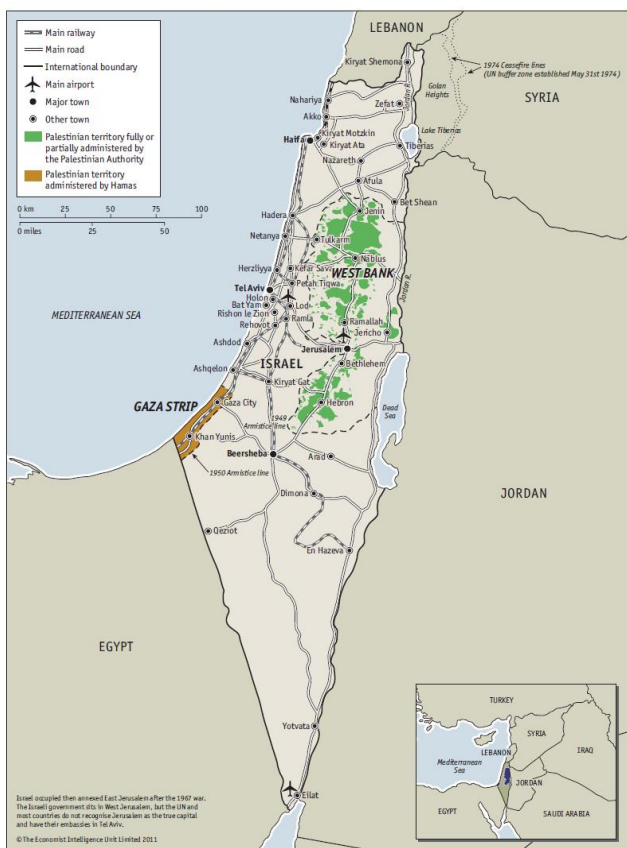 Main railway
Main road
International boundary
Main airport
Major town
Other town
Palestinian territory fully or
partially administered by
the Palestinian Authority
Palestinian territory
administered by Hamas
0 km 25 50 75 100
0 miles 25 50
LEBANON
Kiryat Shemona
1974 Ceasefire lines
(UN buffer zone established May 31st 1974)
Jordan R.
Golan
Heights
SYRIA
Nahariya
Zefat
Akko
Lake Tiberias
Kiryat Motzkin
Haifa
Kiryat Ata
Tiberias
Nazareth
Afula
Bet Shean
Jenin
Hadera
Netanya
Tulkarm
Nablus
Herzliyya
Kefar Sava
WEST BANK
Jordan R.
Petah Tiqwa
Tel Aviv
Holon
Bat Yam
Lod
MEDITERRANEAN SEA
Rishon le Zion
Ramla
Rehovot
Ramallah
Jericho
Ashdod
Jerusalem
Bethlehem
ISRAEL
Ashqelon
Kiryat Gat
GAZA STRIP
Gaza City
Hebron
Dead
Sea
1949
Armistice line
Khan Yunis
Beersheba
Arad
1950 Armistice line
Dimona
JORDAN
Qeziot
En Hazeva
EGYPT
Yotvata
Eilat
TURKEY
SYRIA
LEBANON
IRAQ
Mediterranean
Sea
JORDAN
EGYPT
SAUDI ARABIA
Israel occupied then annexed East Jerusalem after the 1967 war.
The Israeli government sits in West Jerusalem, but the UN and
most countries do not recognise Jerusalem as the true capital
and have their embassies in Tel Aviv.
© The Economist Intelligence Unit Limited 2011